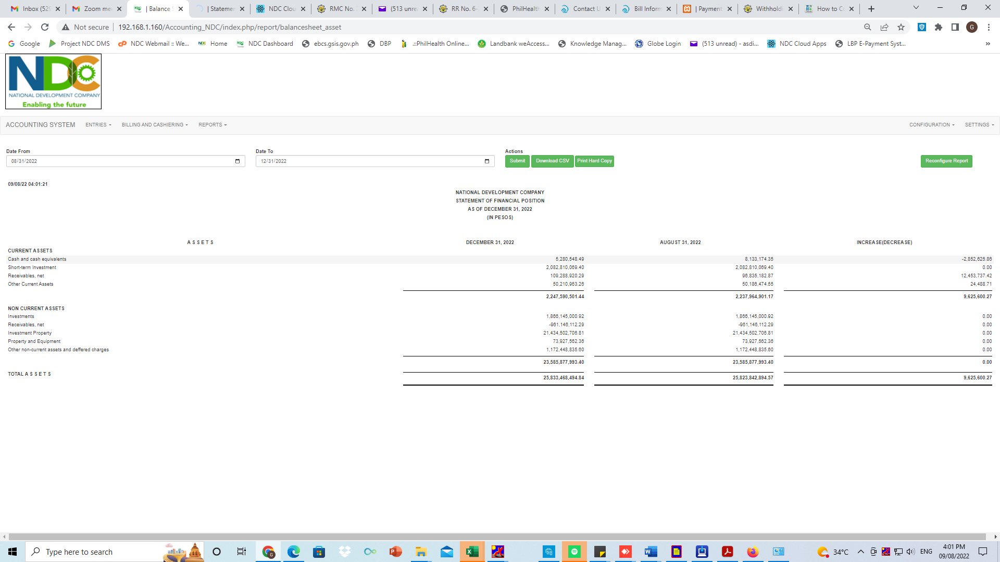 Inbox (529
Zoom mee
| Balance S
| Statemen
NDC Clou
RMC No.
(513 unre
RR No. 6-
PhilHealth
Contact U
Bill Inform
| Payment
Withholdi
How to Co
Not secure
192.168.1.160/Accounting_NDC/index.php/report/balancesheet_asset
G
Google
Project NDC DMS
NDC Webmail :: We...
Home
NDC Dashboard
ebcs.gsis.gov.ph
DBP
.::PhilHealth Online...
Landbank weAccess...
Knowledge Manag...
Globe Login
(513 unread) - asdi...
NDC Cloud Apps
LBP E-Payment Syst...
»
NDC
NATIONAL DEVELOPMENT COMPANY
Enabling the future
ACCOUNTING SYSTEM ENTRIES BILLING AND CASHIERING REPORTS CONFIGURATION SETTINGS
Date From Date To Actions
08/31/2022 12/31/2022 Submit Download CSV Print Hard Copy Reconfigure Report
09/08/22 04:01:21
NATIONAL DEVELOPMENT COMPANY
STATEMENT OF FINANCIAL POSITION
AS OF DECEMBER 31, 2022
(IN PESOS)
A S S E T S DECEMBER 31, 2022 AUGUST 31, 2022 INCREASE(DECREASE)
CURRENT ASSETS
Cash and cash equivalents 5,280,548.49 8,133,174.35 -2,852,625.86
Short-term Investment 2,082,810,069.40 2,082,810,069.40 0.00
Receivables, net 109,288,920.29 96,835,182.87 12,453,737.42
Other Current Assets 50,210,963.26 50,186,474.55 24,488.71
2,247,590,501.44 2,237,964,901.17 9,625,600.27
NON CURRENT ASSETS
Investments 1,866,145,000.92 1,866,145,000.92 0.00
Receivables, net -961,146,112.29 -961,146,112.29 0.00
Investment Property 21,434,502,706.81 21,434,502,706.81 0.00
Property and Equipment 73,927,562.36 73,927,562.36 0.00
Other non-current assets and deffered charges 1,172,448,835.60 1,172,448,835.60 0.00
23,585,877,993.40 23,585,877,993.40 0.00
TOTAL A S S E T S 25,833,468,494.84 25,823,842,894.57 9,625,600.27
Type here to search
34°C
ENG
4:01 PM
09/08/2022